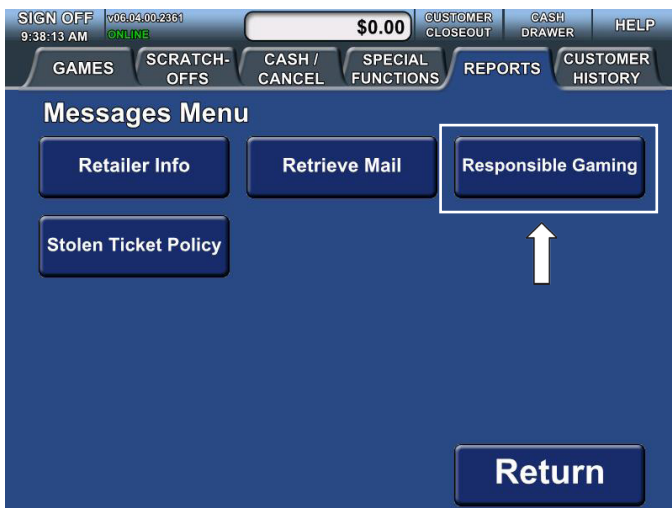 SIGN OFF v06.04.00.2361 $0.00 CUSTOMER CLOSEOUT CASH DRAWER HELP
9:38:13 AM ONLINE
GAMES SCRATCH-OFFS CASH / CANCEL SPECIAL FUNCTIONS REPORTS CUSTOMER HISTORY
Messages Menu
Retailer Info Retrieve Mail Responsible Gaming
Stolen Ticket Policy
Return